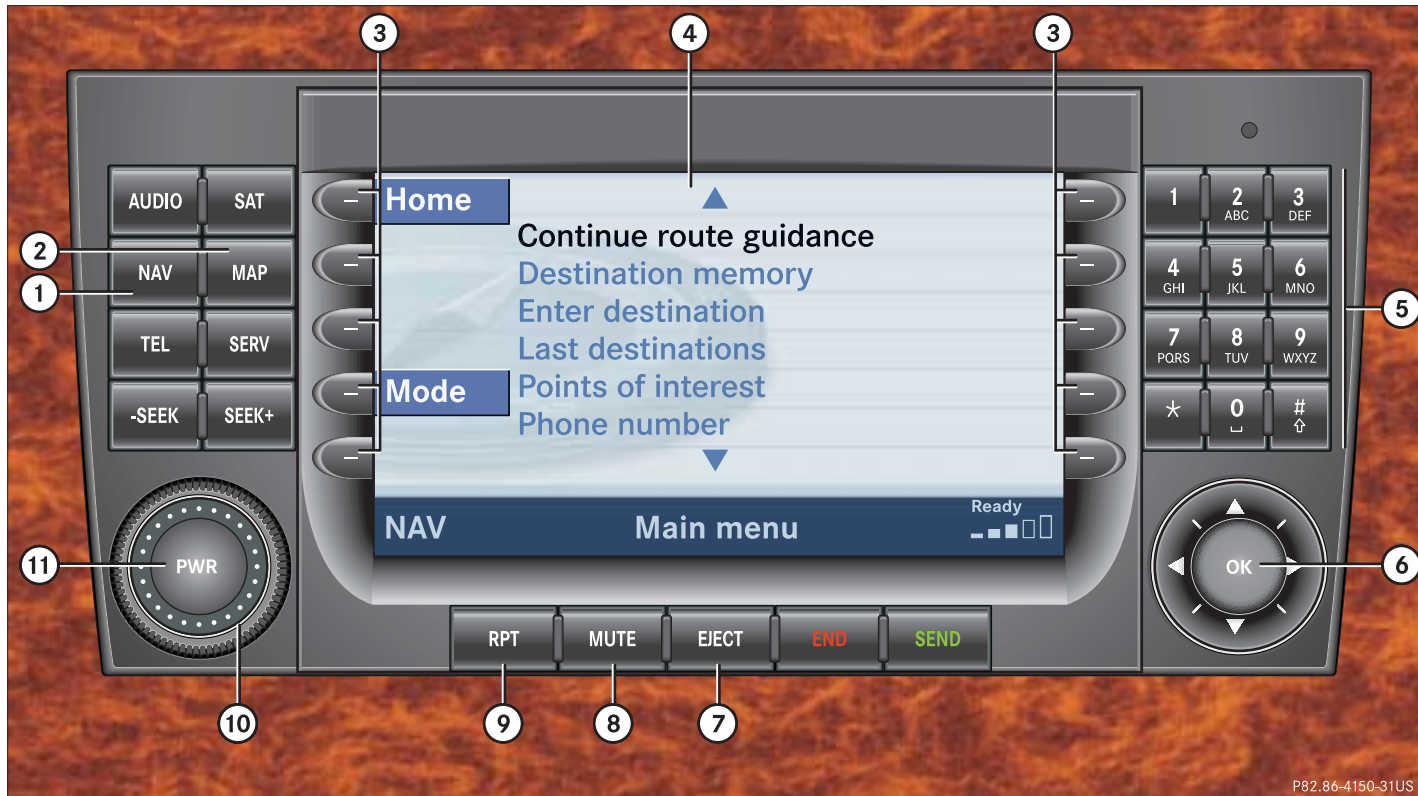 3
4
3
AUDIO
SAT
NAV
MAP
TEL
SERV
-SEEK
SEEK+
2
1
PWR
11
10
Home
Continue route guidance
Destination memory
Enter destination
Last destinations
Mode
Points of interest
Phone number
NAV
Main menu
Ready
RPT
MUTE
EJECT
END
SEND
9
8
7
1
2
ABC
3
DEF
4
GHI
5
JKL
6
MNO
7
PQRS
8
TUV
9
WXYZ
*
0
#
5
OK
6
P82.86-4150-31US